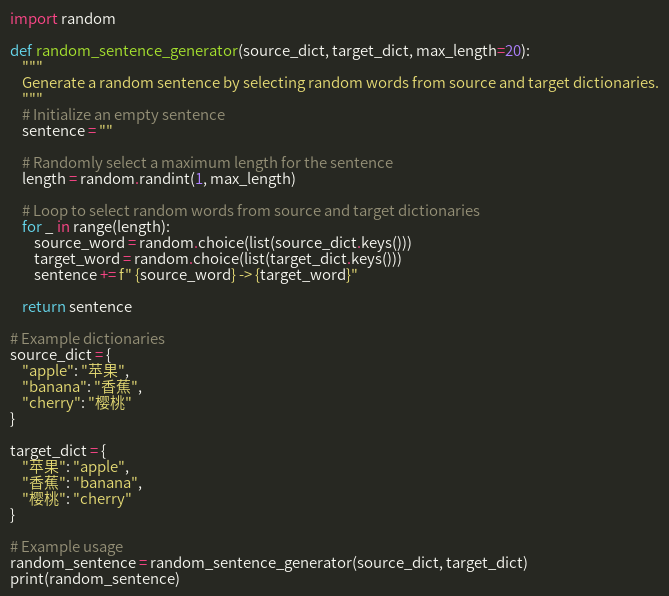 import random

def random_sentence_generator(source_dict, target_dict, max_length=20):
    """
    Generate a random sentence by selecting random words from source and target dictionaries.
    """
    # Initialize an empty sentence
    sentence = ""

    # Randomly select a maximum length for the sentence
    length = random.randint(1, max_length)

    # Loop to select random words from source and target dictionaries
    for _ in range(length):
        source_word = random.choice(list(source_dict.keys()))
        target_word = random.choice(list(target_dict.keys()))
        sentence += f" {source_word} -> {target_word}"

    return sentence

# Example dictionaries
source_dict = {
    "apple": "苹果",
    "banana": "香蕉",
    "cherry": "樱桃"
}

target_dict = {
    "苹果": "apple",
    "香蕉": "banana",
    "樱桃": "cherry"
}

# Example usage
random_sentence = random_sentence_generator(source_dict, target_dict)
print(random_sentence)